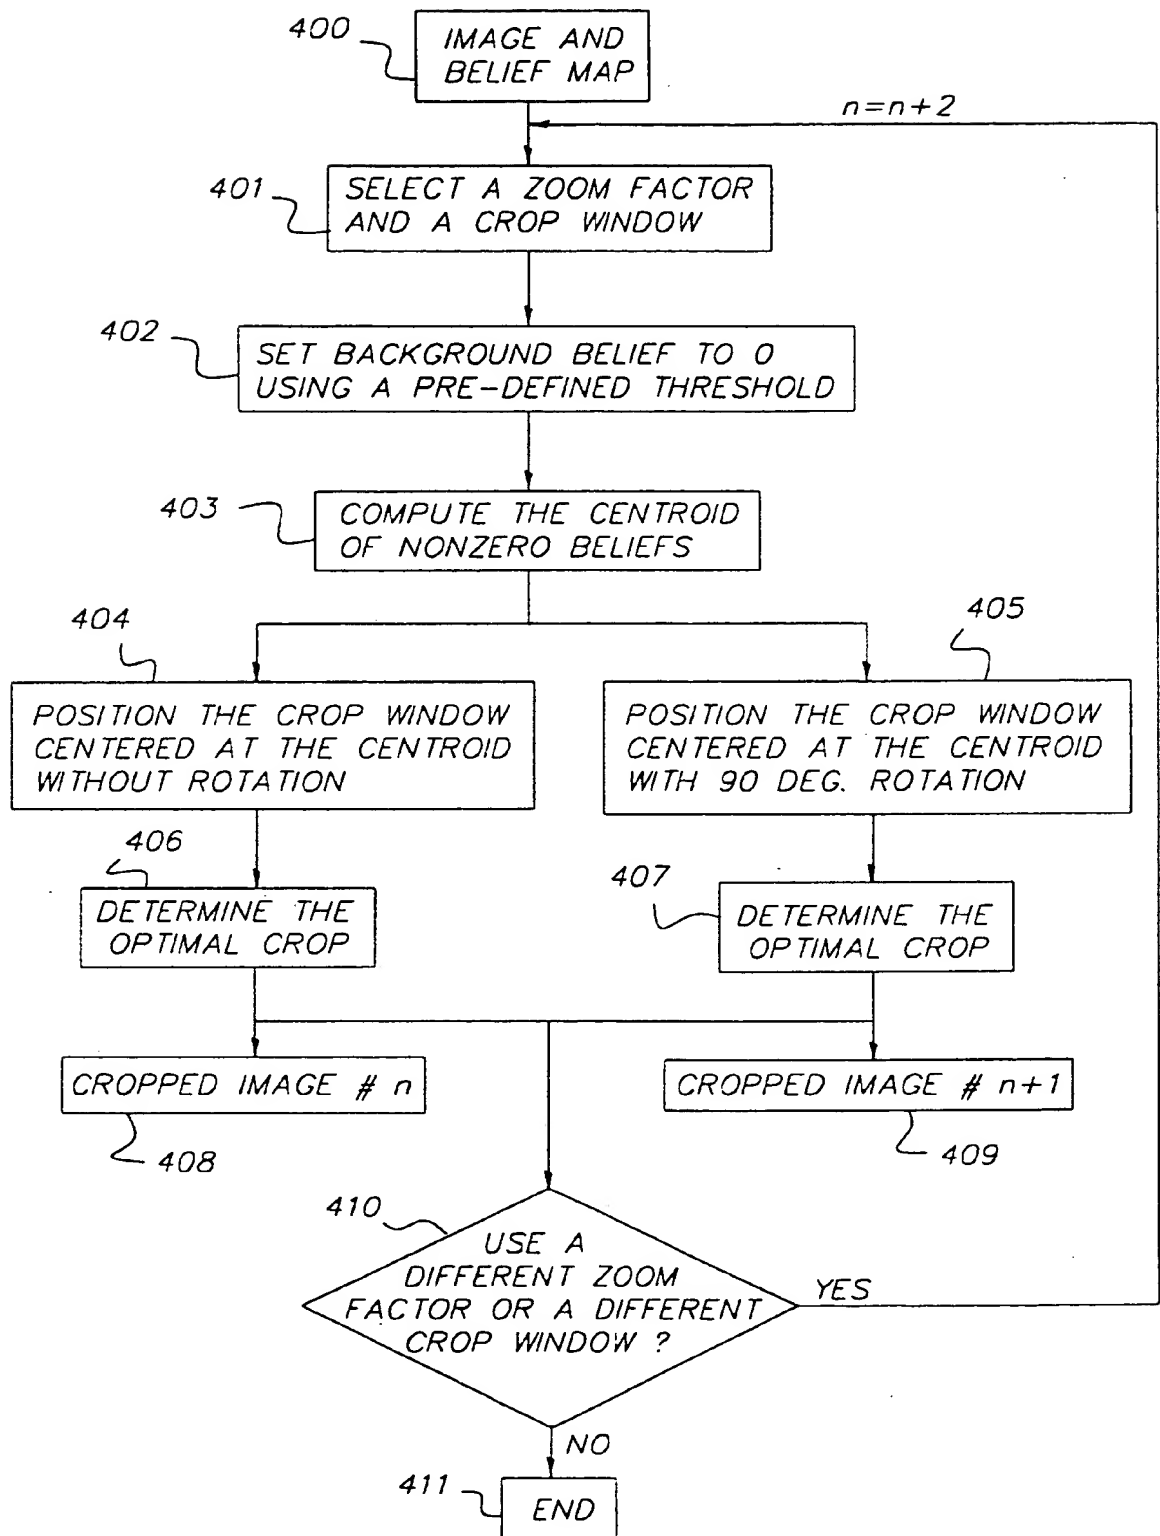 400
IMAGE AND
BELIEF MAP
n=n+2
401
SELECT A ZOOM FACTOR
AND A CROP WINDOW
402
SET BACKGROUND BELIEF TO 0
USING A PRE-DEFINED THRESHOLD
403
COMPUTE THE CENTROID
OF NONZERO BELIEFS
404
405
POSITION THE CROP WINDOW
CENTERED AT THE CENTROID
WITHOUT ROTATION
POSITION THE CROP WINDOW
CENTERED AT THE CENTROID
WITH 90 DEG. ROTATION
406
407
DETERMINE THE
OPTIMAL CROP
DETERMINE THE
OPTIMAL CROP
CROPPED IMAGE # n
CROPPED IMAGE # n+1
408
409
410
USE A
DIFFERENT ZOOM
FACTOR OR A DIFFERENT
CROP WINDOW ?
YES
NO
411
END